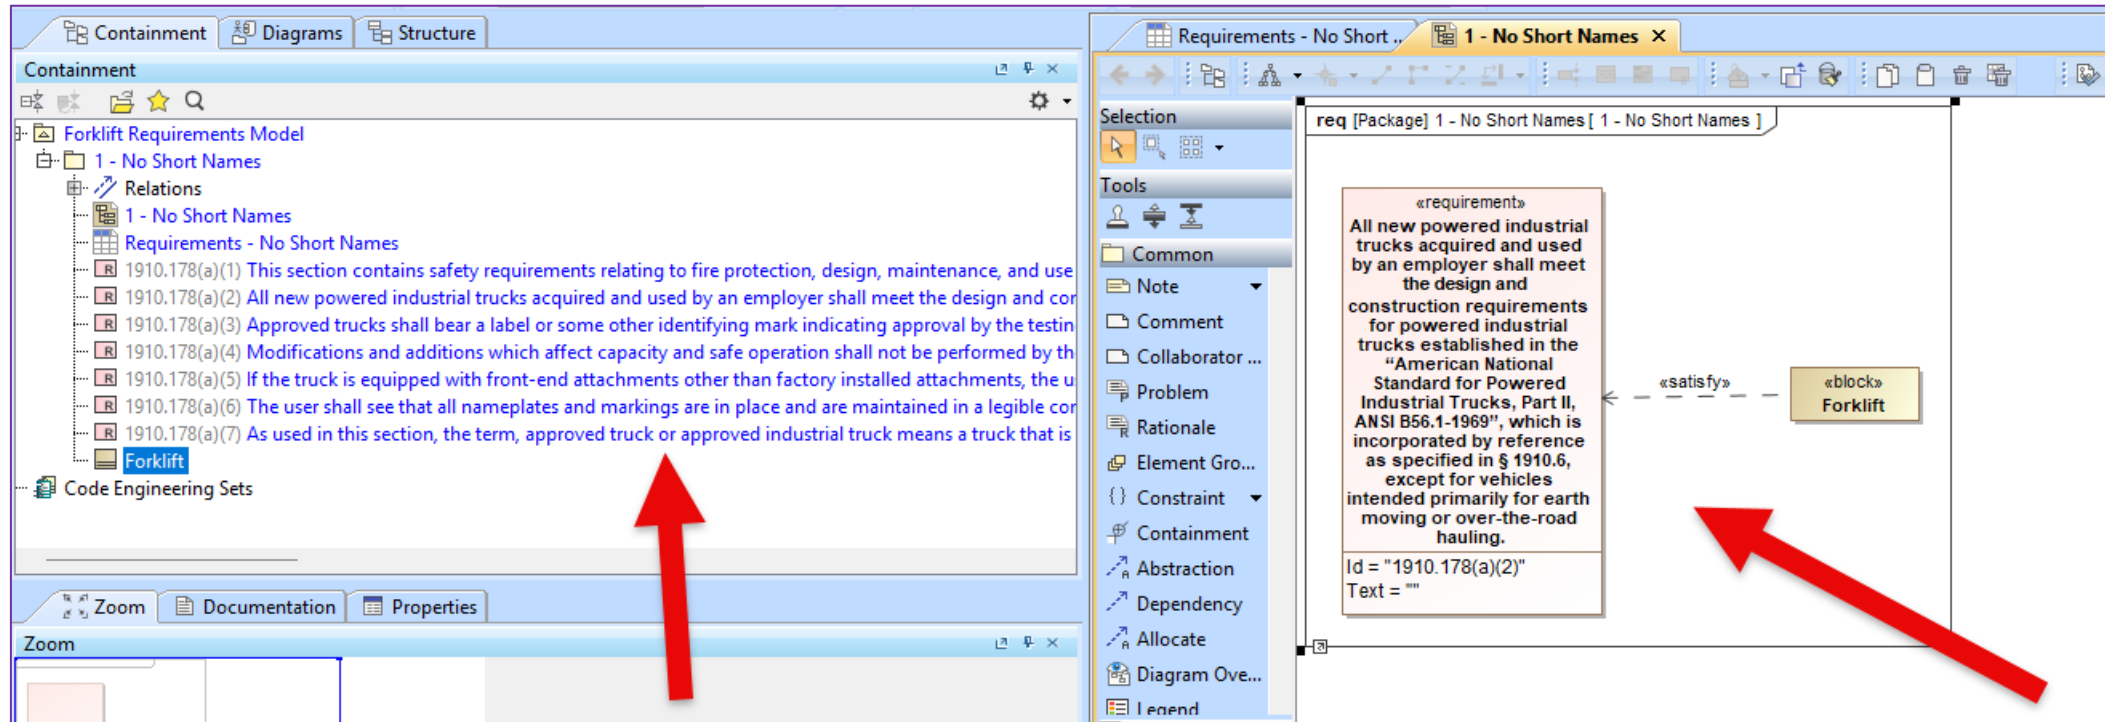 Containment Diagrams Structure
Containment
Forklift Requirements Model
1 - No Short Names
Relations
1 - No Short Names
Requirements - No Short Names
1910.178(a)(1) This section contains safety requirements relating to fire protection, design, maintenance, and use
1910.178(a)(2) All new powered industrial trucks acquired and used by an employer shall meet the design and cor
1910.178(a)(3) Approved trucks shall bear a label or some other identifying mark indicating approval by the testin
1910.178(a)(4) Modifications and additions which affect capacity and safe operation shall not be performed by th
1910.178(a)(5) If the truck is equipped with front-end attachments other than factory installed attachments, the u
1910.178(a)(6) The user shall see that all nameplates and markings are in place and are maintained in a legible cor
1910.178(a)(7) As used in this section, the term, approved truck or approved industrial truck means a truck that is
Forklift
Code Engineering Sets
Zoom Documentation Properties
Zoom
Requirements - No Short .. 1 - No Short Names
Selection
Tools
Common
Note
Comment
Collaborator ...
Problem
Rationale
Element Gro...
{} Constraint
Containment
Abstraction
Dependency
Allocate
Diagram Ove...
Legend
req [Package] 1 - No Short Names [ 1 - No Short Names ]
«requirement»
All new powered industrial
trucks acquired and used
by an employer shall meet
the design and
construction requirements
for powered industrial
trucks established in the
“American National
Standard for Powered
Industrial Trucks, Part II,
ANSI B56.1-1969”, which is
incorporated by reference
as specified in § 1910.6,
except for vehicles
intended primarily for earth
moving or over-the-road
hauling.
Id = "1910.178(a)(2)"
Text = ""
«satisfy»
«block»
Forklift